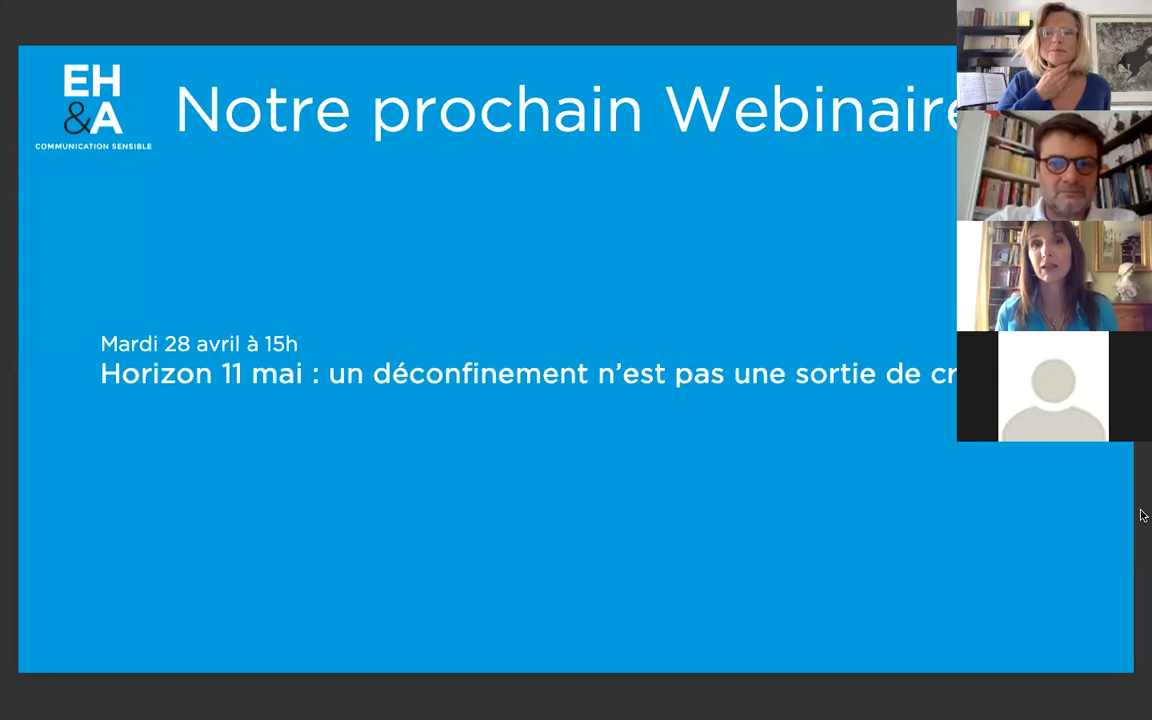 EH
&A
COMMUNICATION SENSIBLE
Notre prochain Webinaire
Mardi 28 avril à 15h
Horizon 11 mai : un déconfinement n'est pas une sortie de